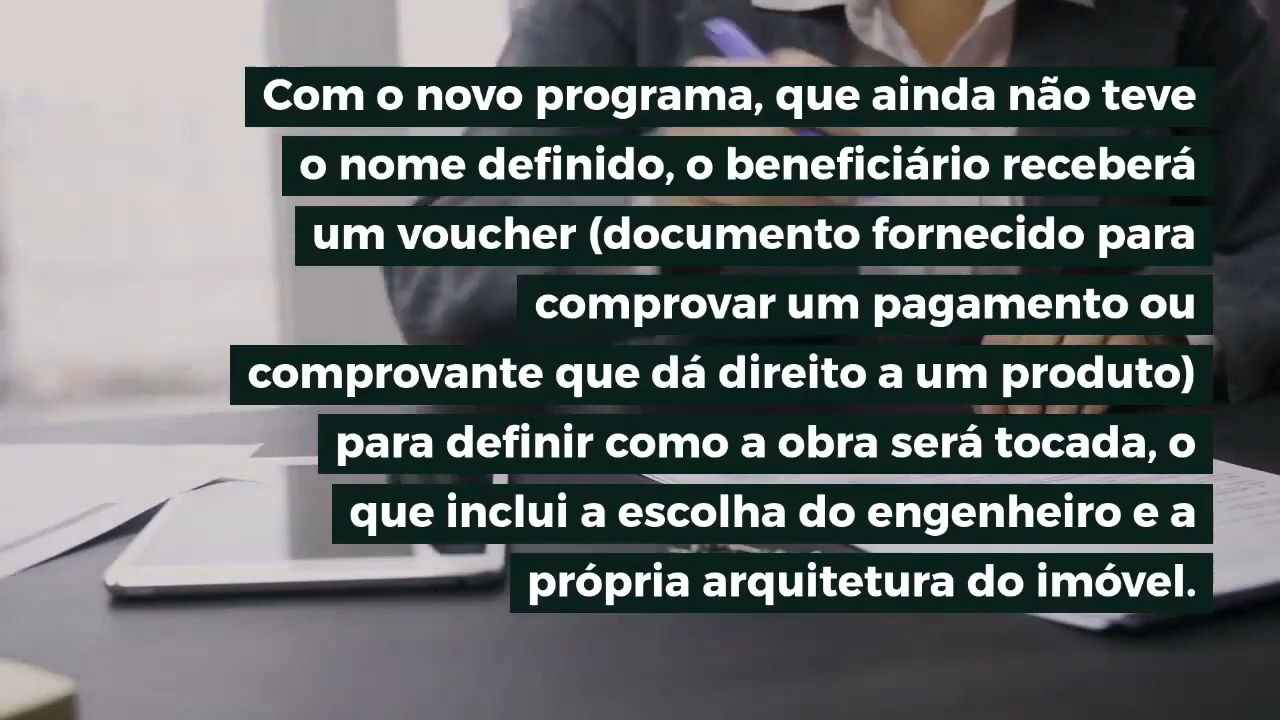 Com o novo programa, que ainda não teve
o nome definido, o beneficiário receberá
um voucher (documento fornecido para
comprovar um pagamento ou
comprovante que dá direito a um produto)
para definir como a obra será tocada, o
que inclui a escolha do engenheiro e a
própria arquitetura do imóvel.